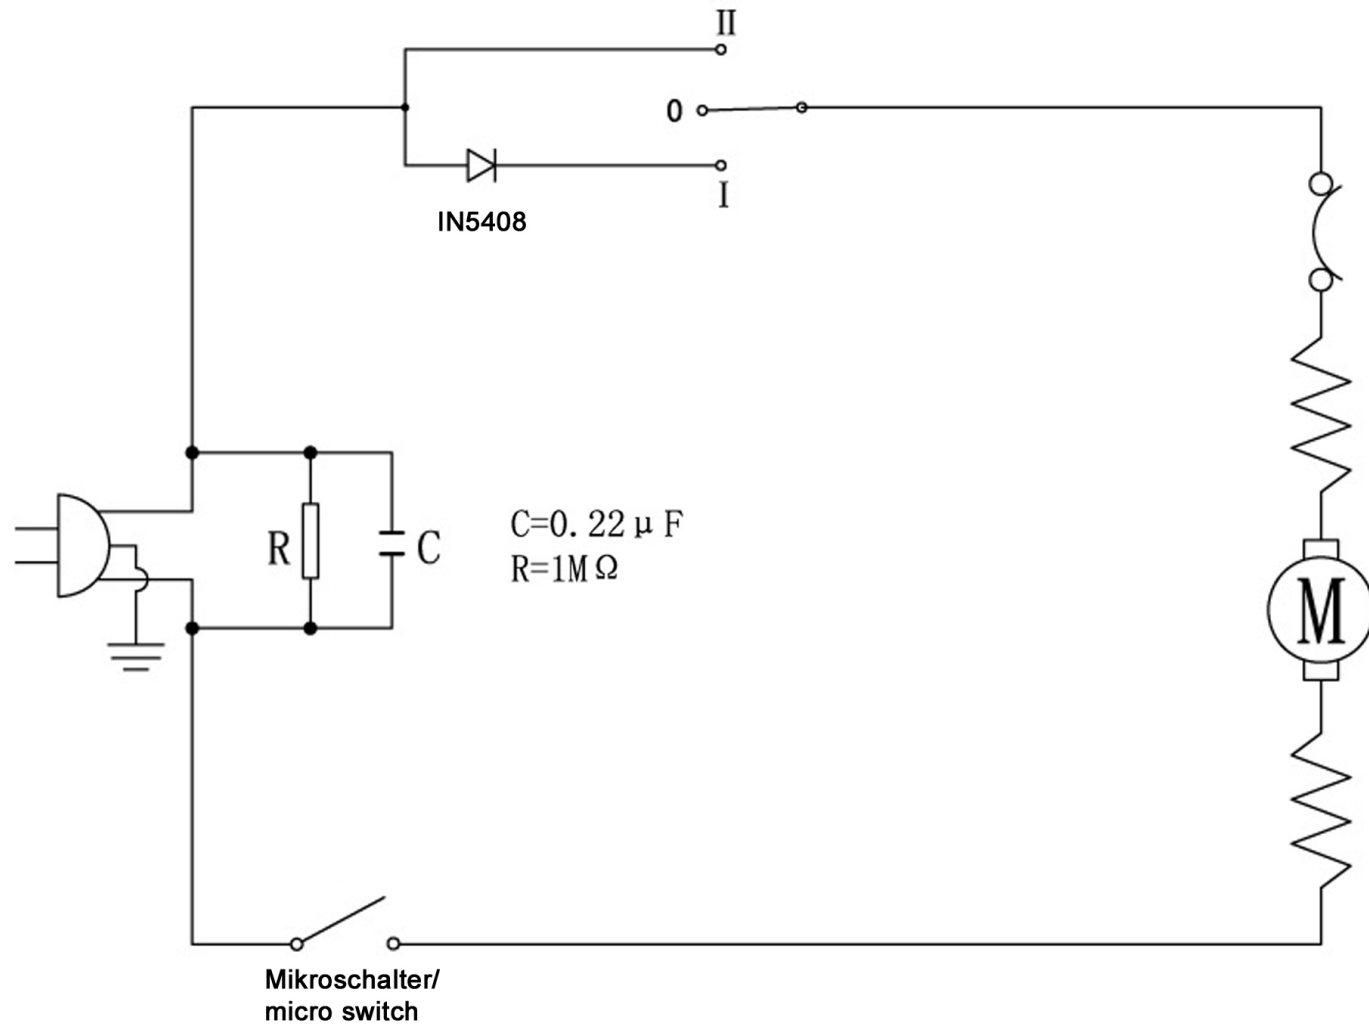 II
0
I
IN5408
R
C
C=0.22μF
R=1MΩ
M
Mikroschalter/
micro switch